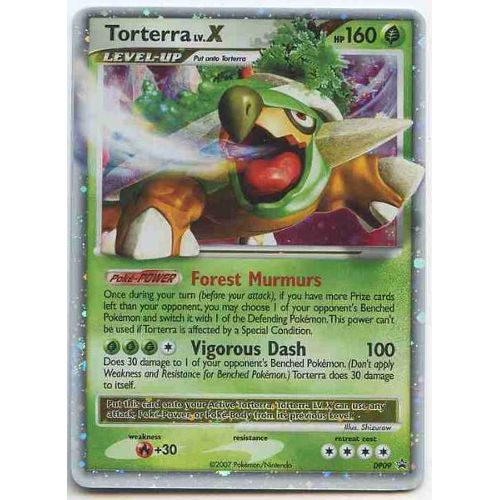 Torterra LV.X HP160
LEVEL-UP Put onto Torterra
Poké-POWER Forest Murmurs
Once during your turn (before your attack), if you have more Prize cards
left than your opponent, you may choose 1 of your opponent's Benched
Pokémon and switch it with 1 of the Defending Pokémon. This power can't
be used if Torterra is affected by a Special Condition.
Vigorous Dash 100
Does 30 damage to 1 of your opponent's Benched Pokémon. (Don't apply
Weakness and Resistance for Benched Pokémon.) Torterra does 30 damage
to itself.
Put this card onto your Active Torterra. Torterra LV. X can use any
attack, Poké-Power, or Poké-Body from its previous level.
Illus. Shizurow
weakness resistance retreat cost
+30
©2007 Pokémon/Nintendo DP09